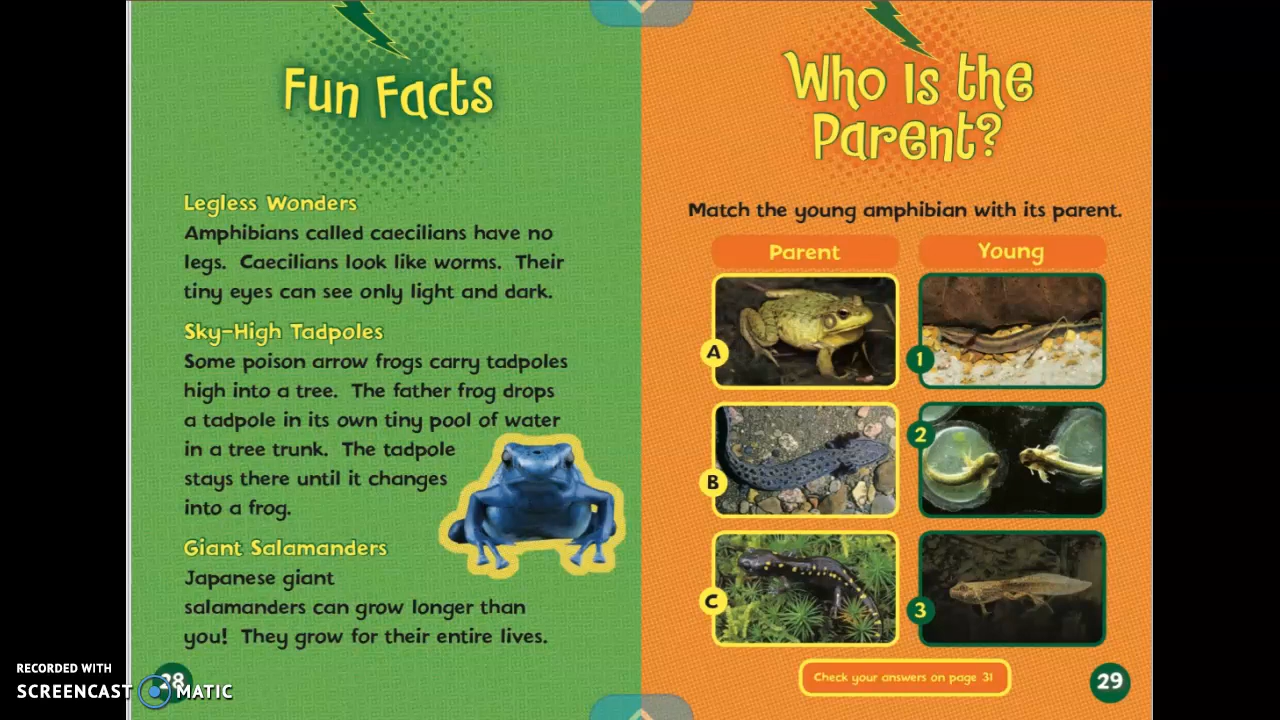 Fun Facts
Legless Wonders
Amphibians called caecilians have no
legs. Caecilians look like worms. Their
tiny eyes can see only light and dark.
Sky-High Tadpoles
Some poison arrow frogs carry tadpoles
high into a tree. The father frog drops
a tadpole in its own tiny pool of water
in a tree trunk. The tadpole
stays there until it changes
into a frog.
Giant Salamanders
Japanese giant
salamanders can grow longer than
you! They grow for their entire lives.
28
Who Is the
Parent?
Match the young amphibian with its parent.
Parent
Young
A
1
B
2
C
3
Check your answers on page 31
29
RECORDED WITH
SCREENCAST MATIC